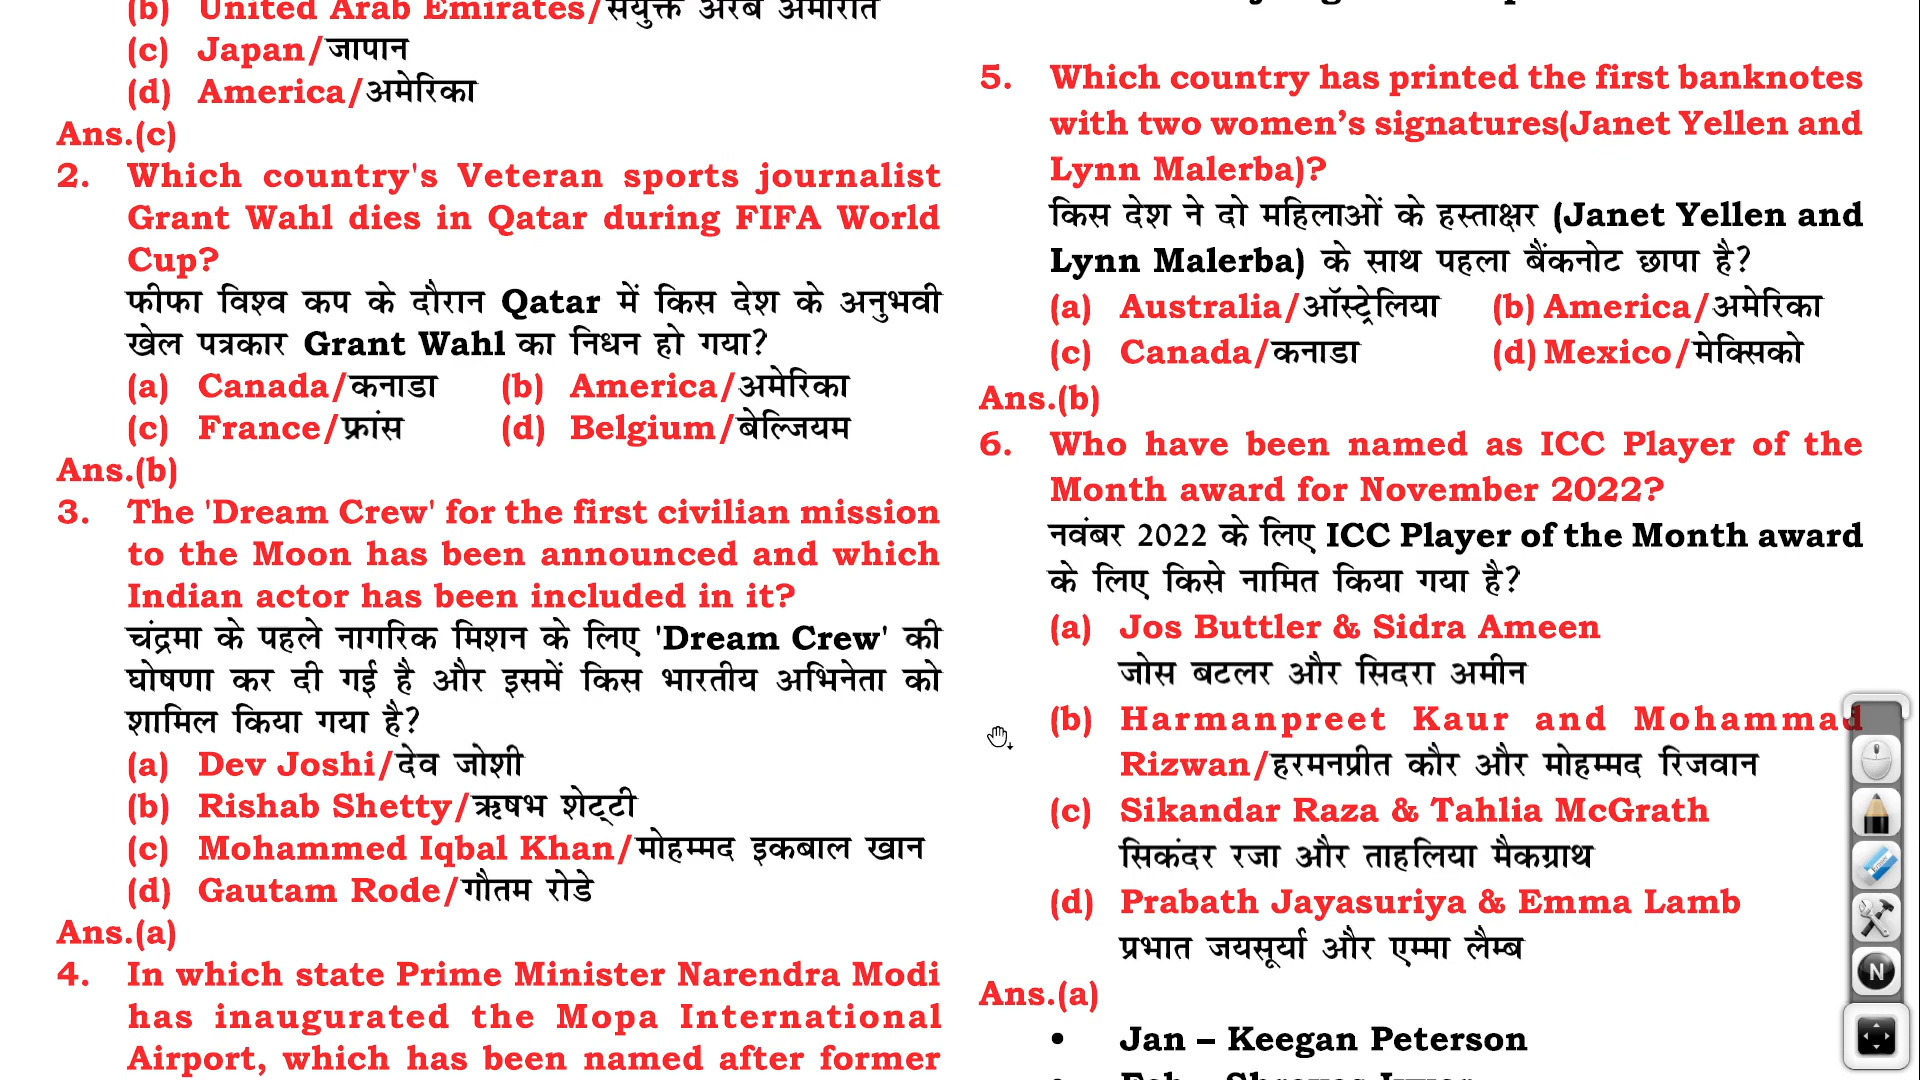 (b) United Arab Emirates/संयुक्त अरब अमीरात
(c) Japan/जापान
(d) America/अमेरिका
Ans.(c)
2. Which country's Veteran sports journalist
Grant Wahl dies in Qatar during FIFA World
Cup?
फीफा विश्व कप के दौरान Qatar में किस देश के अनुभवी
खेल पत्रकार Grant Wahl का निधन हो गया?
(a) Canada/कनाडा (b) America/अमेरिका
(c) France/फ्रांस (d) Belgium/बेल्जियम
Ans.(b)
3. The 'Dream Crew' for the first civilian mission
to the Moon has been announced and which
Indian actor has been included in it?
चंद्रमा के पहले नागरिक मिशन के लिए 'Dream Crew' की
घोषणा कर दी गई है और इसमें किस भारतीय अभिनेता को
शामिल किया गया है?
(a) Dev Joshi/देव जोशी
(b) Rishab Shetty/ऋषभ शेट्टी
(c) Mohammed Iqbal Khan/मोहम्मद इकबाल खान
(d) Gautam Rode/गौतम रोडे
Ans.(a)
4. In which state Prime Minister Narendra Modi
has inaugurated the Mopa International
Airport, which has been named after former
5. Which country has printed the first banknotes
with two women’s signatures(Janet Yellen and
Lynn Malerba)?
किस देश ने दो महिलाओं के हस्ताक्षर (Janet Yellen and
Lynn Malerba) के साथ पहला बैंकनोट छापा है?
(a) Australia/ऑस्ट्रेलिया (b) America/अमेरिका
(c) Canada/कनाडा (d) Mexico/मेक्सिको
Ans.(b)
6. Who have been named as ICC Player of the
Month award for November 2022?
नवंबर 2022 के लिए ICC Player of the Month award
के लिए किसे नामित किया गया है?
(a) Jos Buttler & Sidra Ameen
जोस बटलर और सिदरा अमीन
(b) Harmanpreet Kaur and Mohammad
Rizwan/हरमनप्रीत कौर और मोहम्मद रिजवान
(c) Sikandar Raza & Tahlia McGrath
सिकंदर रजा और ताहलिया मैकग्राथ
(d) Prabath Jayasuriya & Emma Lamb
प्रभात जयसूर्या और एम्मा लैम्ब
Ans.(a)
• Jan – Keegan Peterson
N